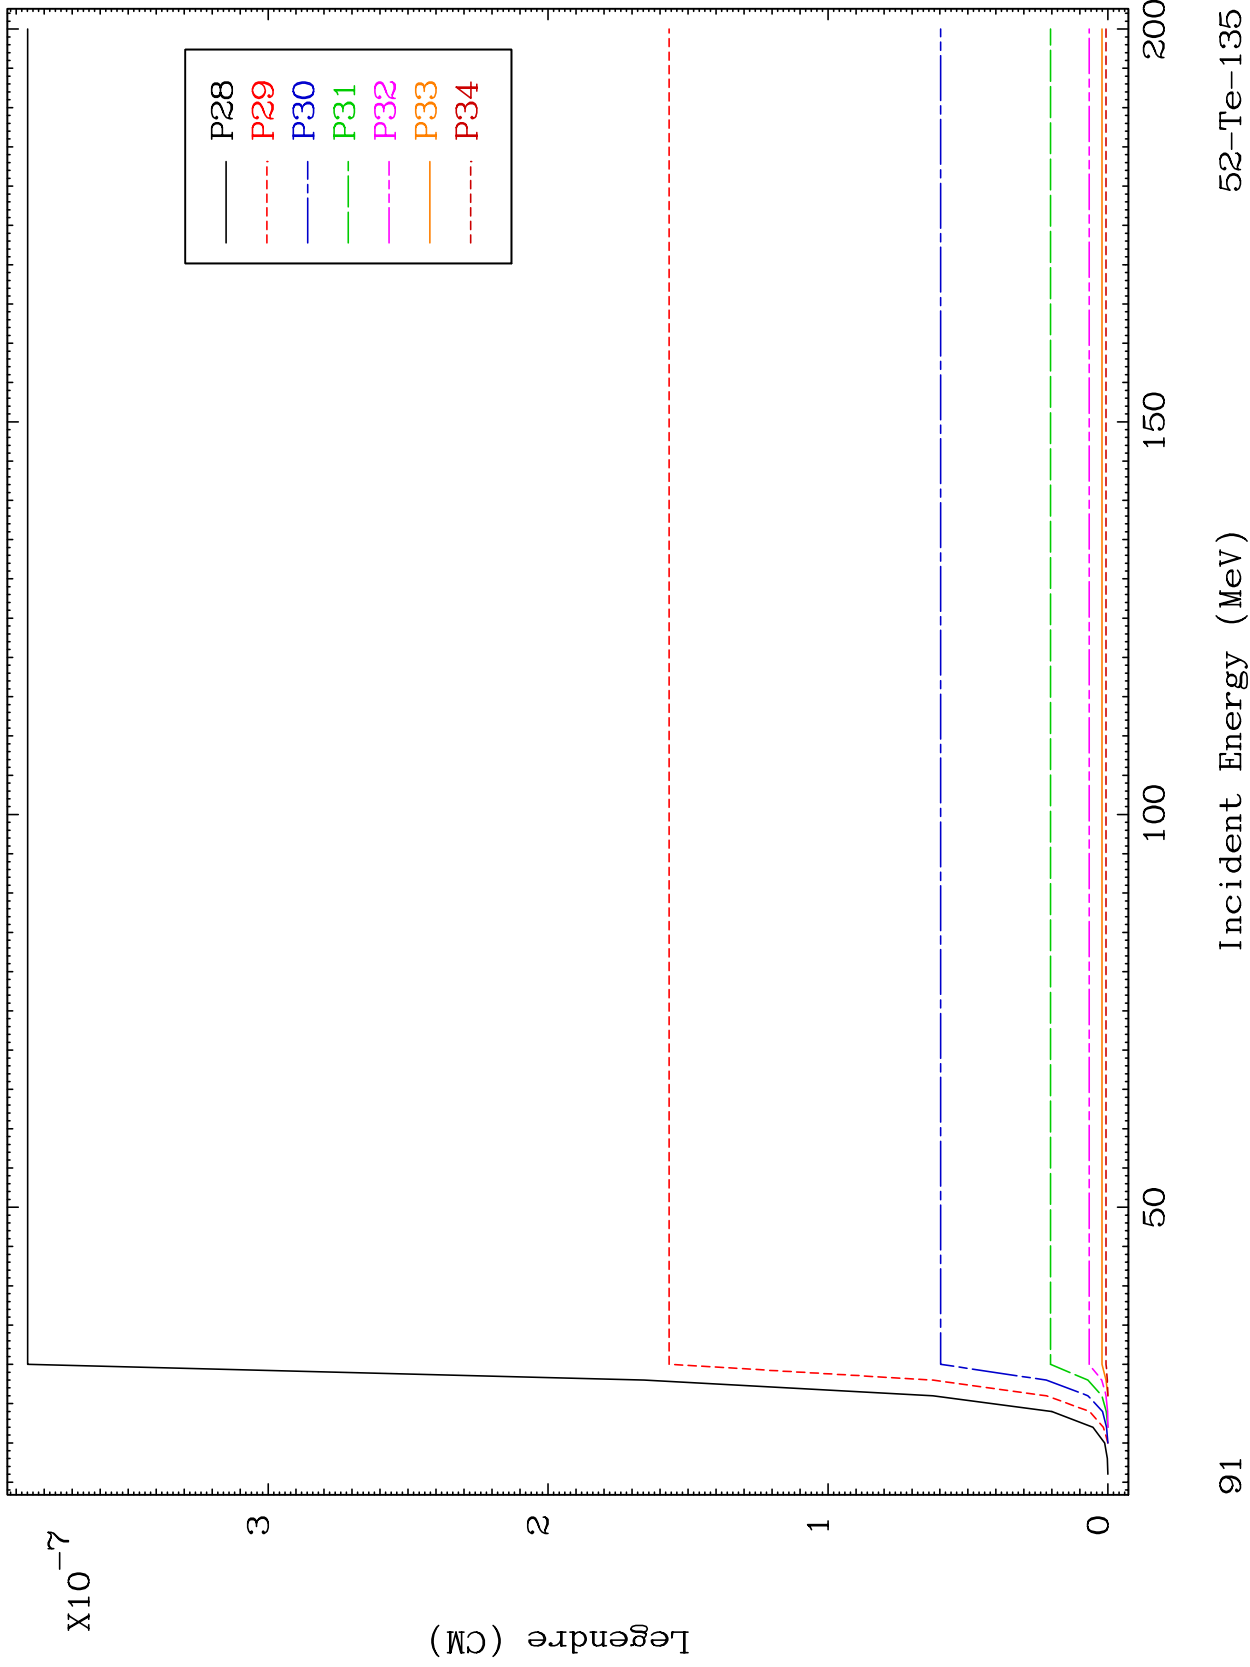 X10-7
Legendre (CM)
3
2
1
0
P28
P29
P30
P31
P32
P33
P34
50
100
150
200
91
Incident Energy (MeV)
52-Te-135